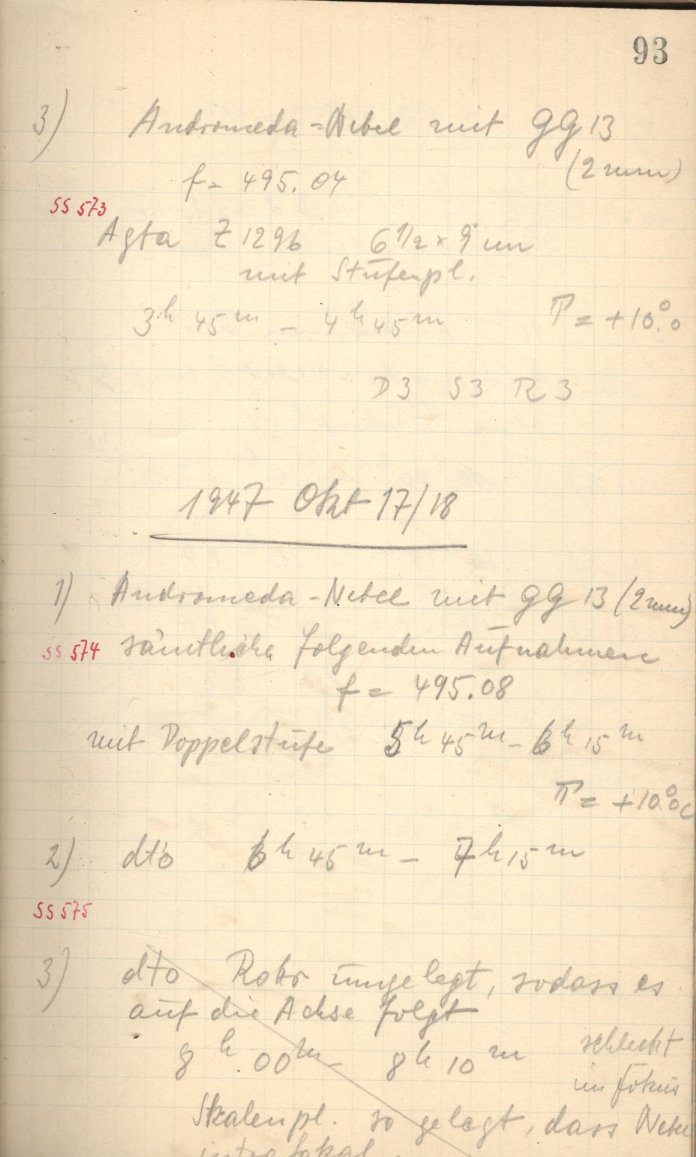 93
3) Andromeda-Nebel mit GG 13
(2mm)
f = 495.04
SS 573
Agfa Z 1296 6 1/2 × 9 cm
mit Stufenpl.
3h 45m - 4h 45m T = +10°.0
D3 S3 R3
1947 Okt 17/18
1) Andromeda-Nebel mit GG 13 (2mm)
SS 574 sämtliche folgenden Aufnahmen
f = 495.08
mit Doppelstufe 5h 45m - 6h 15m
T = +10.°0 C
2) dto 6h 45m - 7h 15m
SS 575
3) dto Rohr umgelegt, sodass es
auf die Achse folgt
8h 00m - 8h 10m schlecht
im Fokus
Skalenpl. so gelegt, dass Nebel
intrafokal